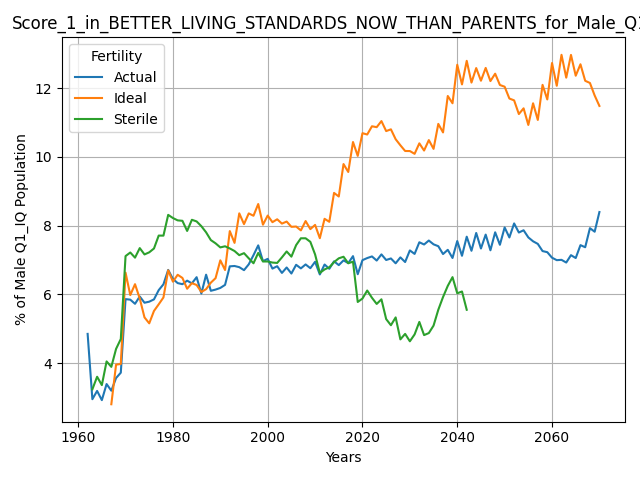 Score_1_in_BETTER_LIVING_STANDARDS_NOW_THAN_PARENTS_for_Male_Q1
Fertility
Actual
Ideal
Sterile
% of Male Q1_IQ Population
12
10
8
6
4
1960 1980 2000 2020 2040 2060
Years